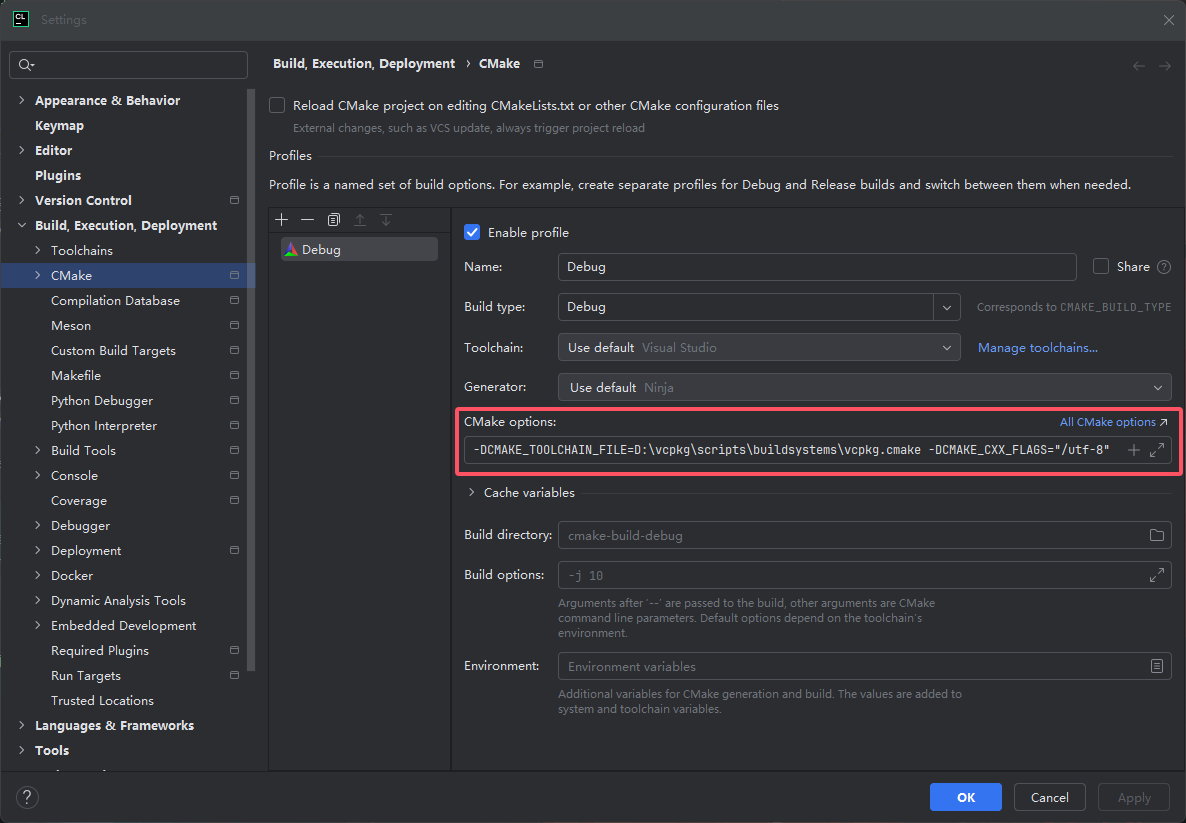 CL
Settings
Build, Execution, Deployment › CMake
Appearance & Behavior
Keymap
Editor
Plugins
Version Control
Build, Execution, Deployment
Toolchains
CMake
Compilation Database
Meson
Custom Build Targets
Makefile
Python Debugger
Python Interpreter
Build Tools
Console
Coverage
Debugger
Deployment
Docker
Dynamic Analysis Tools
Embedded Development
Required Plugins
Run Targets
Trusted Locations
Languages & Frameworks
Tools
Reload CMake project on editing CMakeLists.txt or other CMake configuration files
External changes, such as VCS update, always trigger project reload
Profiles
Profile is a named set of build options. For example, create separate profiles for Debug and Release builds and switch between them when needed.
Debug
Enable profile
Name: Debug Share ?
Build type: Debug Corresponds to CMAKE_BUILD_TYPE
Toolchain: Use default Visual Studio Manage toolchains...
Generator: Use default Ninja
CMake options: All CMake options ↗
-DCMAKE_TOOLCHAIN_FILE=D:\vcpkg\scripts\buildsystems\vcpkg.cmake -DCMAKE_CXX_FLAGS="/utf-8"
Cache variables
Build directory: cmake-build-debug
Build options: -j 10
Arguments after '--' are passed to the build, other arguments are CMake
command line parameters. Default options depend on the toolchain's
environment.
Environment: Environment variables
Additional variables for CMake generation and build. The values are added to
system and toolchain variables.
?
OK Cancel Apply